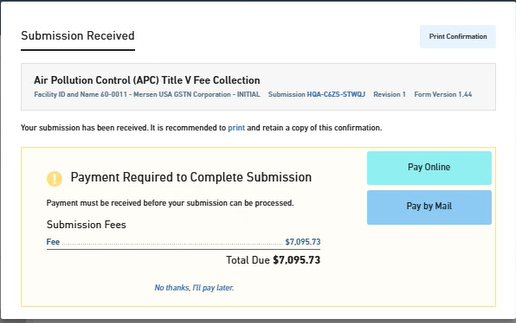 Submission Received
Print Confirmation
Air Pollution Control (APC) Title V Fee Collection
Facility ID and Name 60-0011 - Mersen USA GSTN Corporation - INITIAL Submission HQA-C6ZS-STWQJ Revision 1 Form Version 1.44
Your submission has been received. It is recommended to print and retain a copy of this confirmation.
Payment Required to Complete Submission
Payment must be received before your submission can be processed.
Pay Online
Pay by Mail
Submission Fees
Fee $7,095.73
Total Due $7,095.73
No thanks, I'll pay later.